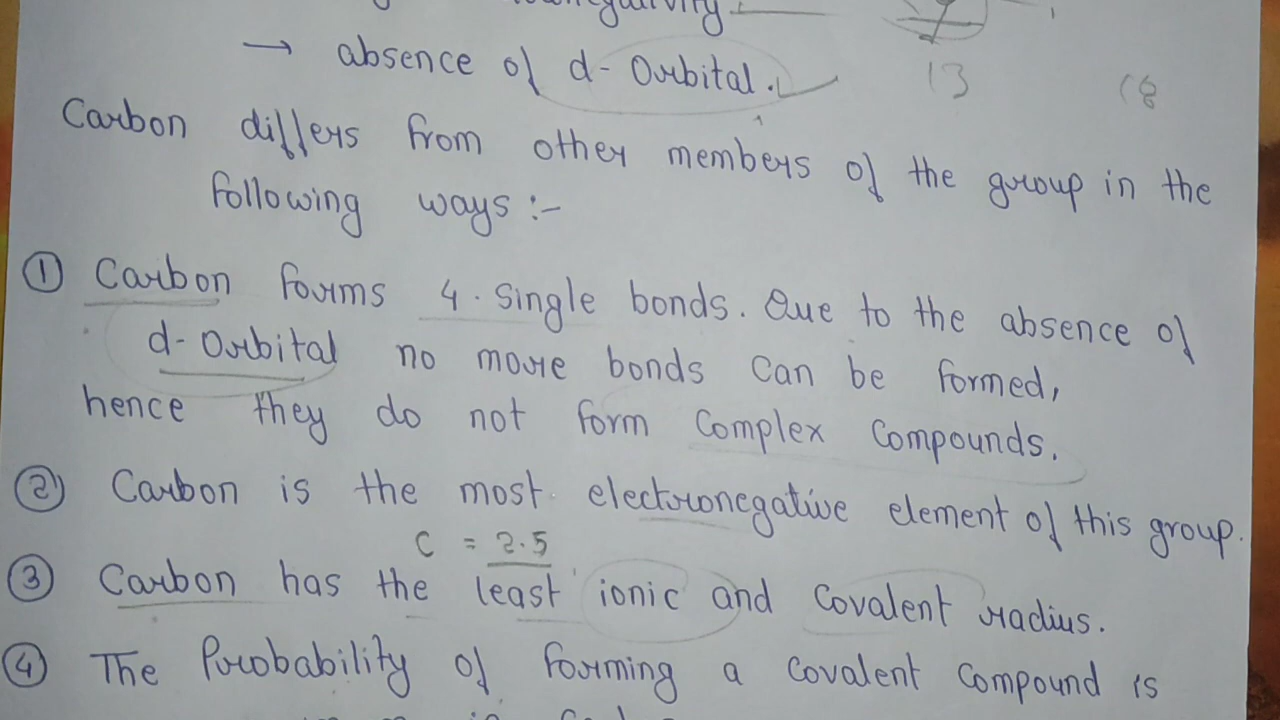 → absence of d- Orbital.
13 18
Carbon differs from other members of the group in the
following ways :-
① Carbon forms 4 single bonds. Due to the absence of
d- Orbital no more bonds can be formed,
hence they do not form Complex Compounds.
② Carbon is the most electronegative element of this group.
C = 2.5
③ Carbon has the least ionic and Covalent radius.
④ The Probability of forming a Covalent Compound is